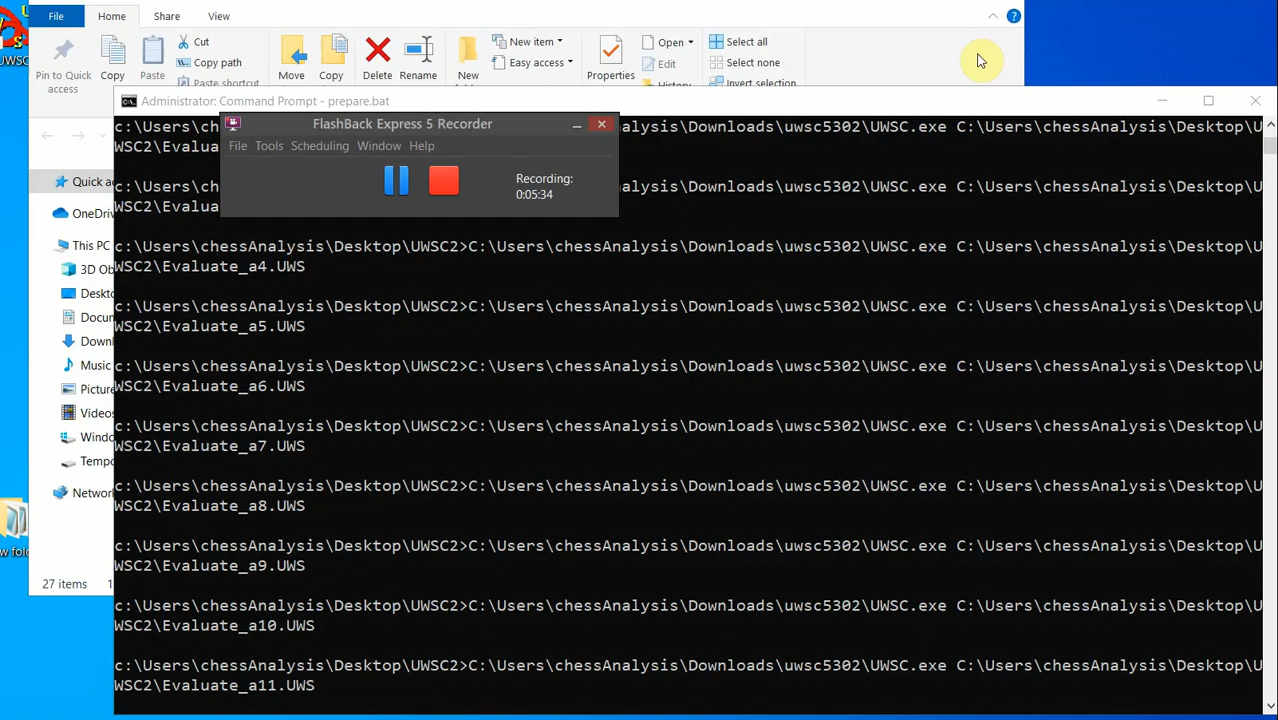 File Home Share View
U
S
UWSC
Pin to Quick
access
Copy
Paste
Cut
Copy path
Paste shortcut
Move
Copy
Delete
Rename
New
New item
Easy access
Properties
Open
Edit
History
Select all
Select none
Invert selection
Administrator: Command Prompt - prepare.bat
FlashBack Express 5 Recorder
File Tools Scheduling Window Help
Recording:
0:05:34
Quick a
OneDriv
This PC
3D Ob
Deskto
Docun
Downl
Music
Picture
Videos
Windo
Tempo
Network
w fol
27 items 1
c:\Users\ch alysis\Downloads\uwsc5302\UWSC.exe C:\Users\chessAnalysis\Desktop\U
WSC2\Evalua
c:\Users\ch alysis\Downloads\uwsc5302\UWSC.exe C:\Users\chessAnalysis\Desktop\U
WSC2\Evalua
c:\Users\chessAnalysis\Desktop\UWSC2>C:\Users\chessAnalysis\Downloads\uwsc5302\UWSC.exe C:\Users\chessAnalysis\Desktop\U
WSC2\Evaluate_a4.UWS
c:\Users\chessAnalysis\Desktop\UWSC2>C:\Users\chessAnalysis\Downloads\uwsc5302\UWSC.exe C:\Users\chessAnalysis\Desktop\U
WSC2\Evaluate_a5.UWS
c:\Users\chessAnalysis\Desktop\UWSC2>C:\Users\chessAnalysis\Downloads\uwsc5302\UWSC.exe C:\Users\chessAnalysis\Desktop\U
WSC2\Evaluate_a6.UWS
c:\Users\chessAnalysis\Desktop\UWSC2>C:\Users\chessAnalysis\Downloads\uwsc5302\UWSC.exe C:\Users\chessAnalysis\Desktop\U
WSC2\Evaluate_a7.UWS
c:\Users\chessAnalysis\Desktop\UWSC2>C:\Users\chessAnalysis\Downloads\uwsc5302\UWSC.exe C:\Users\chessAnalysis\Desktop\U
WSC2\Evaluate_a8.UWS
c:\Users\chessAnalysis\Desktop\UWSC2>C:\Users\chessAnalysis\Downloads\uwsc5302\UWSC.exe C:\Users\chessAnalysis\Desktop\U
WSC2\Evaluate_a9.UWS
c:\Users\chessAnalysis\Desktop\UWSC2>C:\Users\chessAnalysis\Downloads\uwsc5302\UWSC.exe C:\Users\chessAnalysis\Desktop\U
WSC2\Evaluate_a10.UWS
c:\Users\chessAnalysis\Desktop\UWSC2>C:\Users\chessAnalysis\Downloads\uwsc5302\UWSC.exe C:\Users\chessAnalysis\Desktop\U
WSC2\Evaluate_a11.UWS